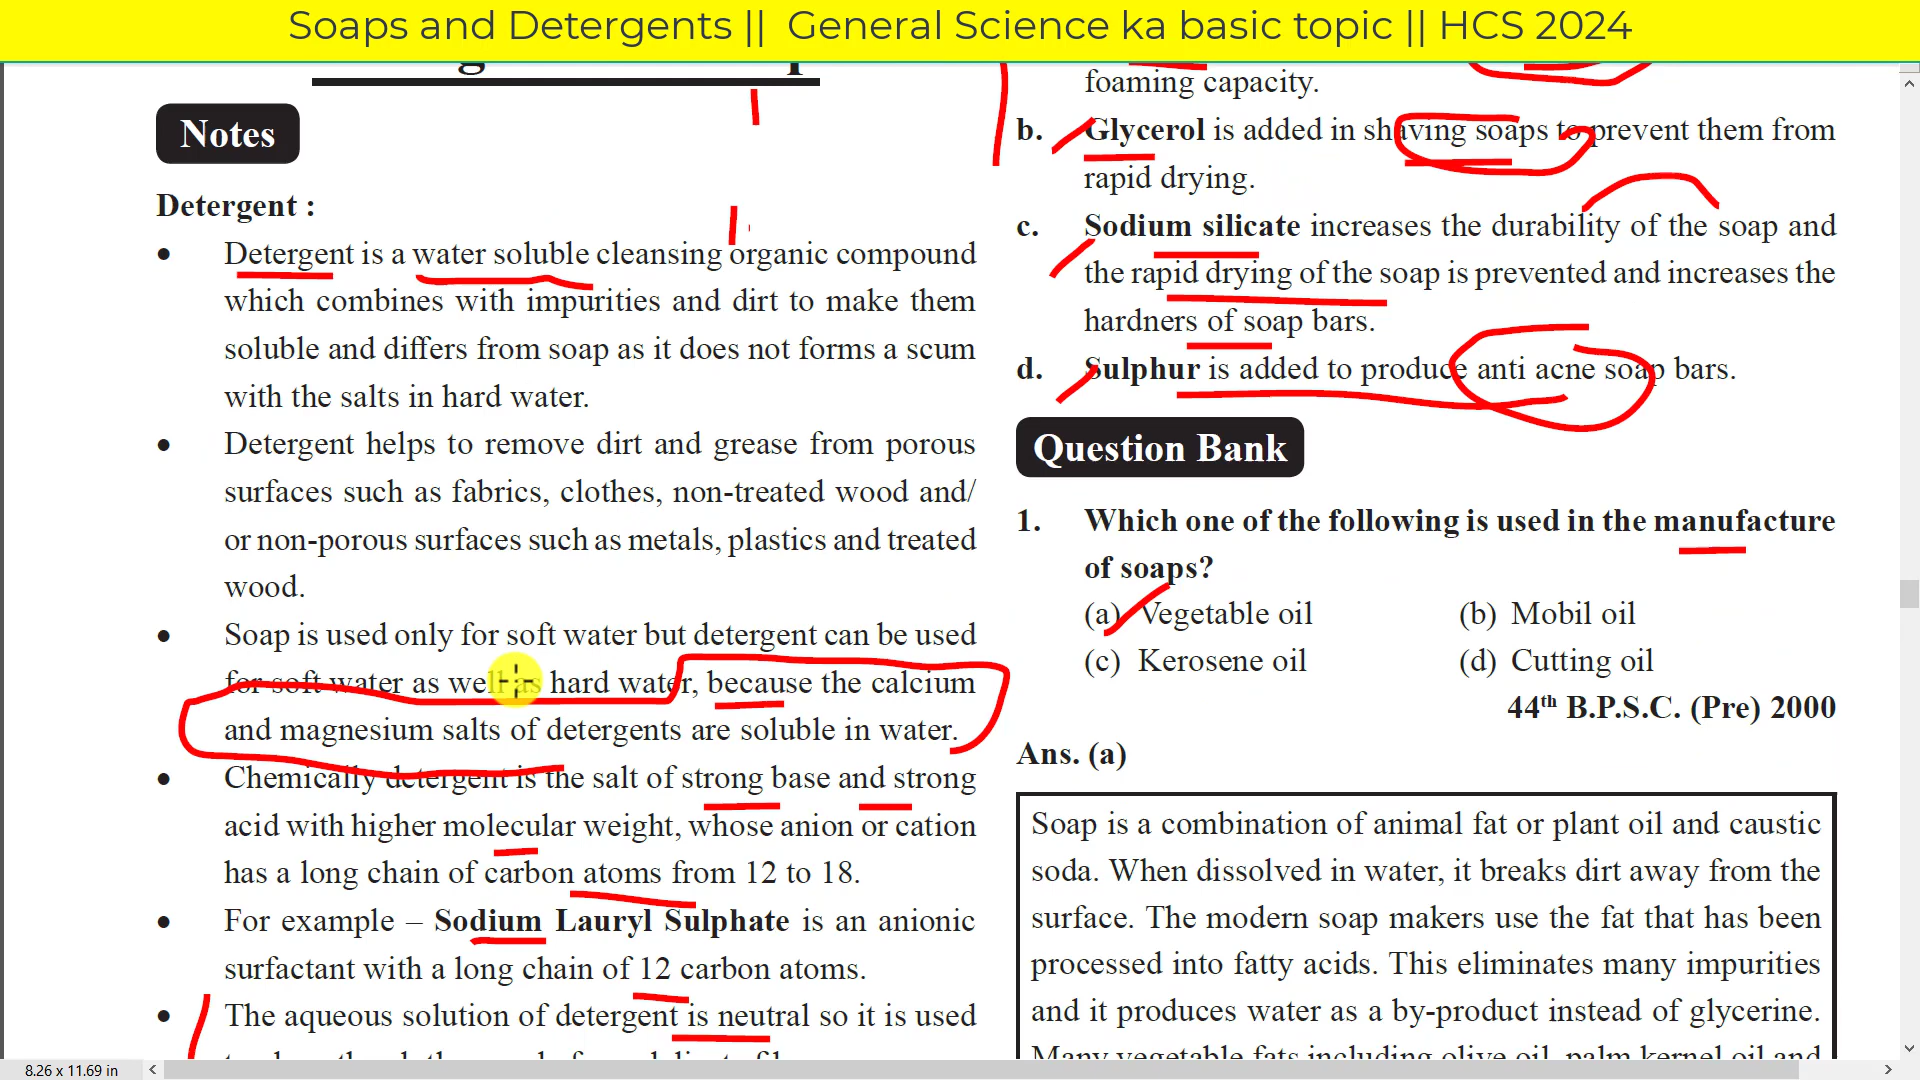 Soaps and Detergents || General Science ka basic topic || HCS 2024
Notes
Detergent :
• Detergent is a water soluble cleansing organic compound
which combines with impurities and dirt to make them
soluble and differs from soap as it does not forms a scum
with the salts in hard water.
• Detergent helps to remove dirt and grease from porous
surfaces such as fabrics, clothes, non-treated wood and/
or non-porous surfaces such as metals, plastics and treated
wood.
• Soap is used only for soft water but detergent can be used
for soft water as well as hard water, because the calcium
and magnesium salts of detergents are soluble in water.
• Chemically detergent is the salt of strong base and strong
acid with higher molecular weight, whose anion or cation
has a long chain of carbon atoms from 12 to 18.
• For example – Sodium Lauryl Sulphate is an anionic
surfactant with a long chain of 12 carbon atoms.
• The aqueous solution of detergent is neutral so it is used
foaming capacity.
b. Glycerol is added in shaving soaps to prevent them from
rapid drying.
c. Sodium silicate increases the durability of the soap and
the rapid drying of the soap is prevented and increases the
hardners of soap bars.
d. Sulphur is added to produce anti acne soap bars.
Question Bank
1. Which one of the following is used in the manufacture
of soaps?
(a) Vegetable oil (b) Mobil oil
(c) Kerosene oil (d) Cutting oil
44th B.P.S.C. (Pre) 2000
Ans. (a)
Soap is a combination of animal fat or plant oil and caustic
soda. When dissolved in water, it breaks dirt away from the
surface. The modern soap makers use the fat that has been
processed into fatty acids. This eliminates many impurities
and it produces water as a by-product instead of glycerine.
Many vegetable fats including olive oil, palm kernel oil and
8.26 x 11.69 in